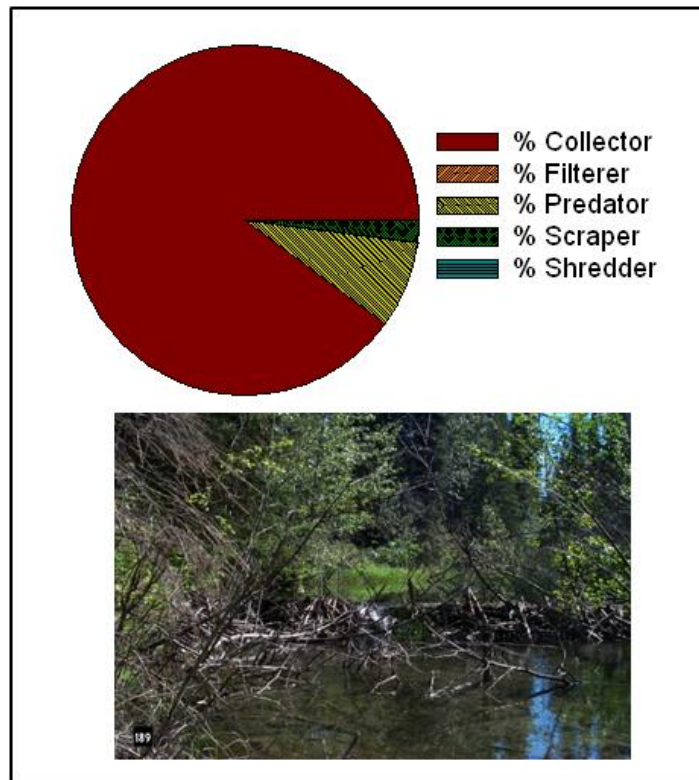 % Collector
% Filterer
% Predator
% Scraper
% Shredder
189